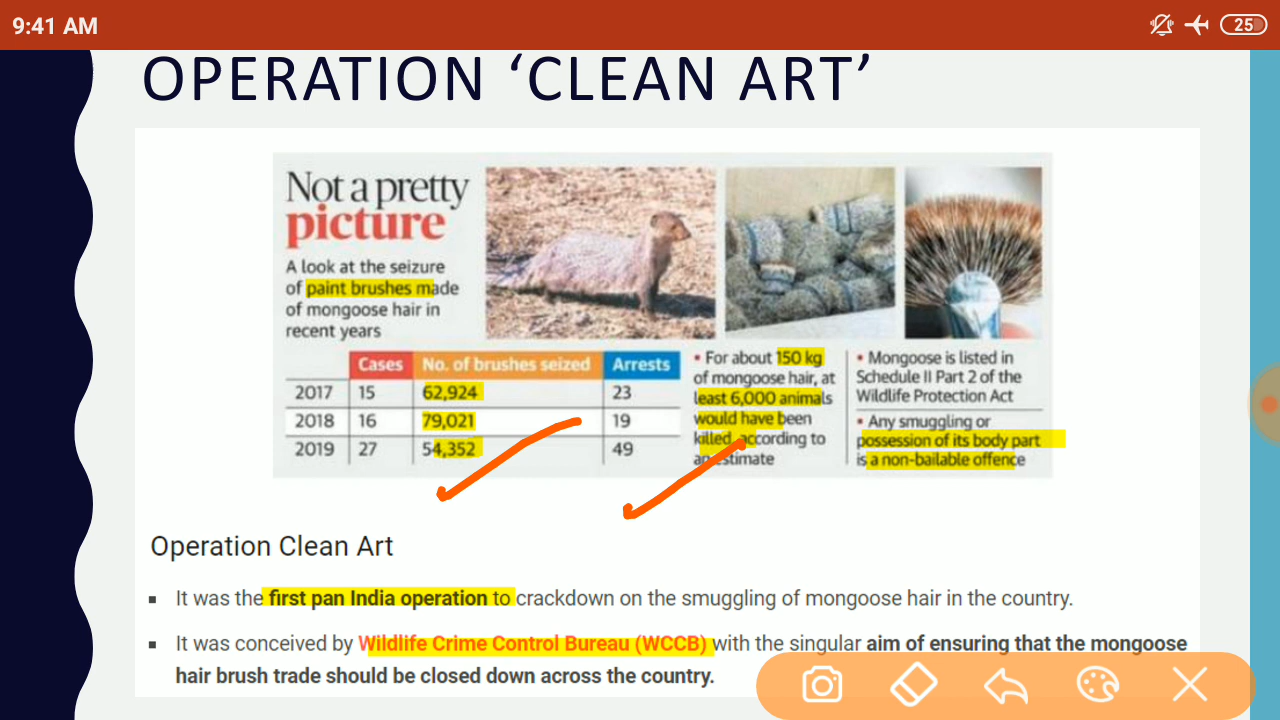 9:41 AM
25
OPERATION ‘CLEAN ART’
Not a pretty
picture
A look at the seizure
of paint brushes made
of mongoose hair in
recent years
Cases No. of brushes seized Arrests
2017 15 62,924 23
2018 16 79,021 19
2019 27 54,352 49
• For about 150 kg
of mongoose hair, at
least 6,000 animals
would have been
killed, according to
an estimate
• Mongoose is listed in
Schedule II Part 2 of the
Wildlife Protection Act
• Any smuggling or
possession of its body part
is a non-bailable offence
Operation Clean Art
▪ It was the first pan India operation to crackdown on the smuggling of mongoose hair in the country.
▪ It was conceived by Wildlife Crime Control Bureau (WCCB) with the singular aim of ensuring that the mongoose
hair brush trade should be closed down across the country.